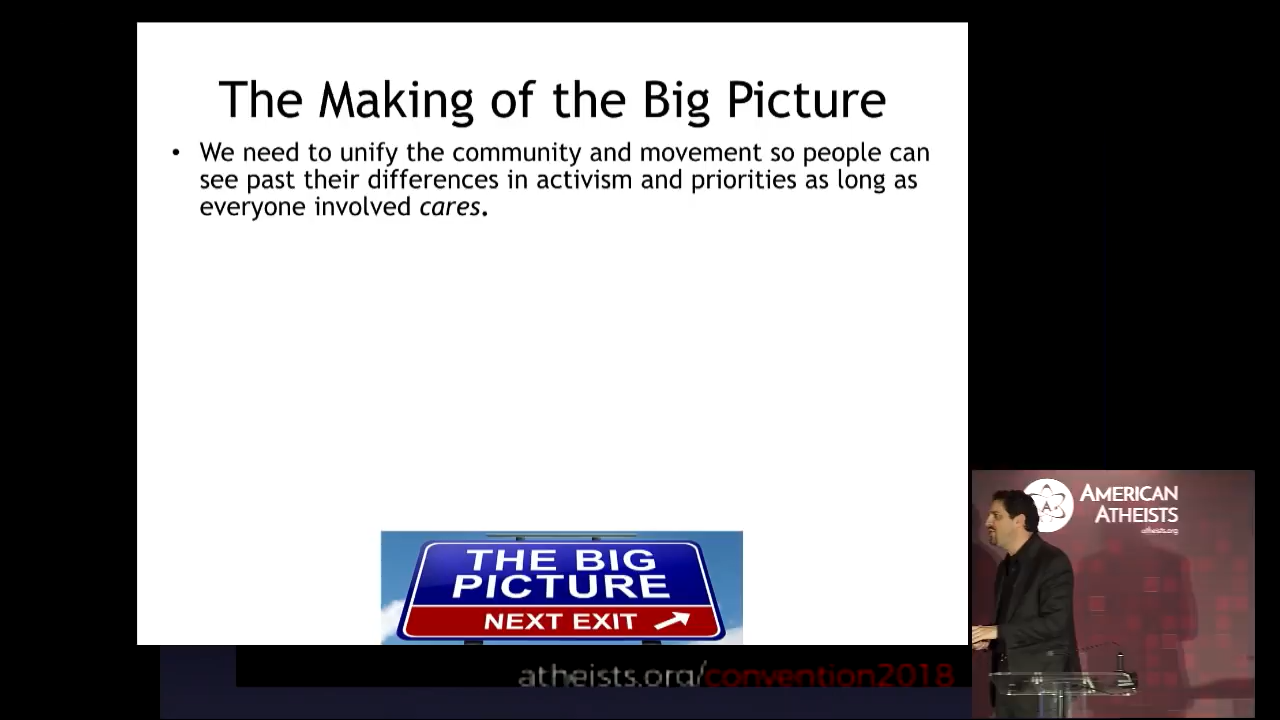 The Making of the Big Picture
• We need to unify the community and movement so people can
see past their differences in activism and priorities as long as
everyone involved cares.
THE BIG
PICTURE
NEXT EXIT
AMERICAN
ATHEISTS
atheists.org
atheists.org/convention2018